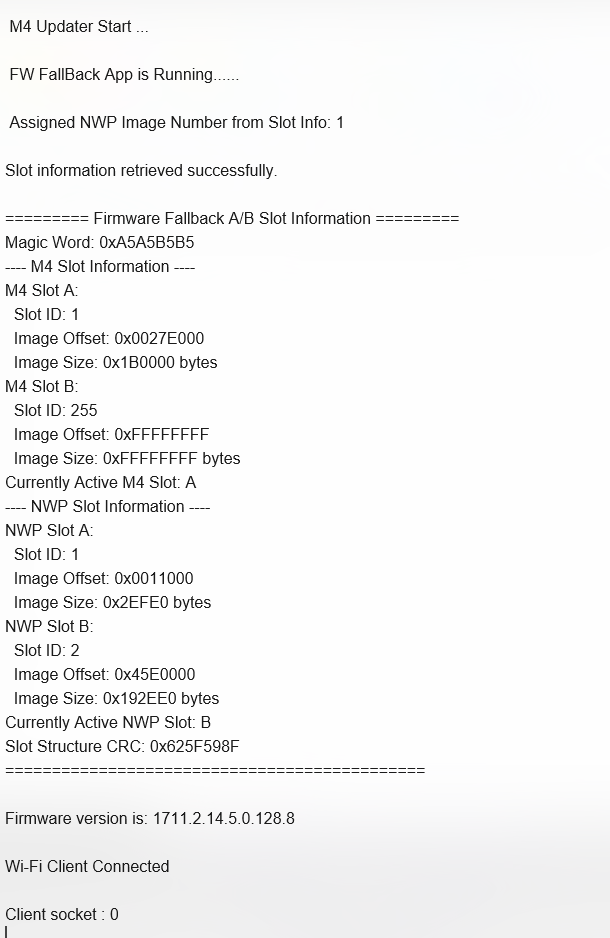 M4 Updater Start ...
FW FallBack App is Running......
Assigned NWP Image Number from Slot Info: 1
Slot information retrieved successfully.
========= Firmware Fallback A/B Slot Information =========
Magic Word: 0xA5A5B5B5
---- M4 Slot Information ----
M4 Slot A:
Slot ID: 1
Image Offset: 0x0027E000
Image Size: 0x1B0000 bytes
M4 Slot B:
Slot ID: 255
Image Offset: 0xFFFFFFFF
Image Size: 0xFFFFFFFF bytes
Currently Active M4 Slot: A
---- NWP Slot Information ----
NWP Slot A:
Slot ID: 1
Image Offset: 0x0011000
Image Size: 0x2EFE0 bytes
NWP Slot B:
Slot ID: 2
Image Offset: 0x45E0000
Image Size: 0x192EE0 bytes
Currently Active NWP Slot: B
Slot Structure CRC: 0x625F598F
=============================================
Firmware version is: 1711.2.14.5.0.128.8
Wi-Fi Client Connected
Client socket : 0